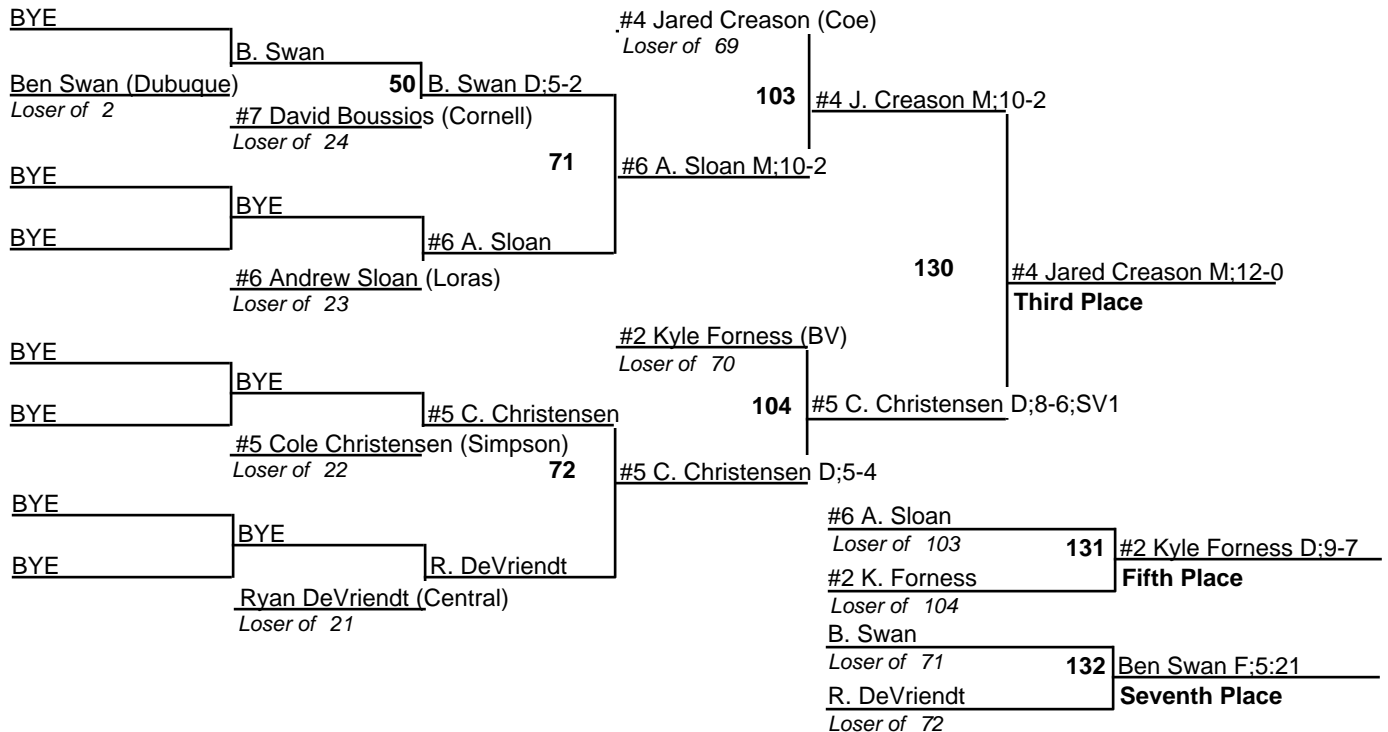 BYE
#4 Jared Creason (Coe)
Loser of 69
B. Swan
Ben Swan (Dubuque)
Loser of 2
50
B. Swan D;5-2
103
#4 J. Creason M;10-2
#7 David Boussios (Cornell)
Loser of 24
71
#6 A. Sloan M;10-2
BYE
BYE
BYE
#6 A. Sloan
130
#4 Jared Creason M;12-0
Third Place
#6 Andrew Sloan (Loras)
Loser of 23
#2 Kyle Forness (BV)
Loser of 70
BYE
BYE
104
#5 C. Christensen D;8-6;SV1
BYE
#5 C. Christensen
#5 Cole Christensen (Simpson)
Loser of 22
72
#5 C. Christensen D;5-4
BYE
BYE
BYE
R. DeVriendt
Ryan DeVriendt (Central)
Loser of 21
#6 A. Sloan
Loser of 103
131
#2 Kyle Forness D;9-7
Fifth Place
#2 K. Forness
Loser of 104
B. Swan
Loser of 71
132
Ben Swan F;5:21
Seventh Place
R. DeVriendt
Loser of 72